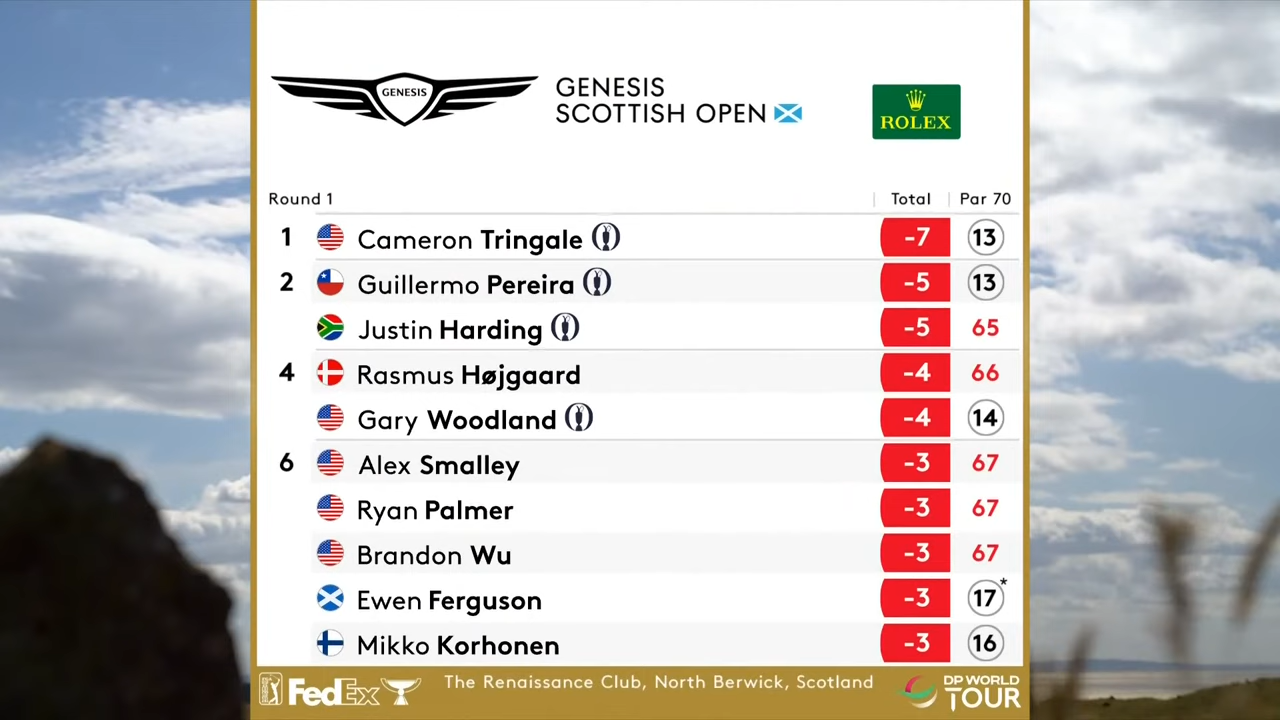 GENESIS
GENESIS
SCOTTISH OPEN
ROLEX
Round 1 Total Par 70
1 Cameron Tringale -7 13
2 Guillermo Pereira -5 13
Justin Harding -5 65
4 Rasmus Højgaard -4 66
Gary Woodland -4 14
6 Alex Smalley -3 67
Ryan Palmer -3 67
Brandon Wu -3 67
Ewen Ferguson -3 17*
Mikko Korhonen -3 16
FedEx The Renaissance Club, North Berwick, Scotland DP WORLD
TOUR